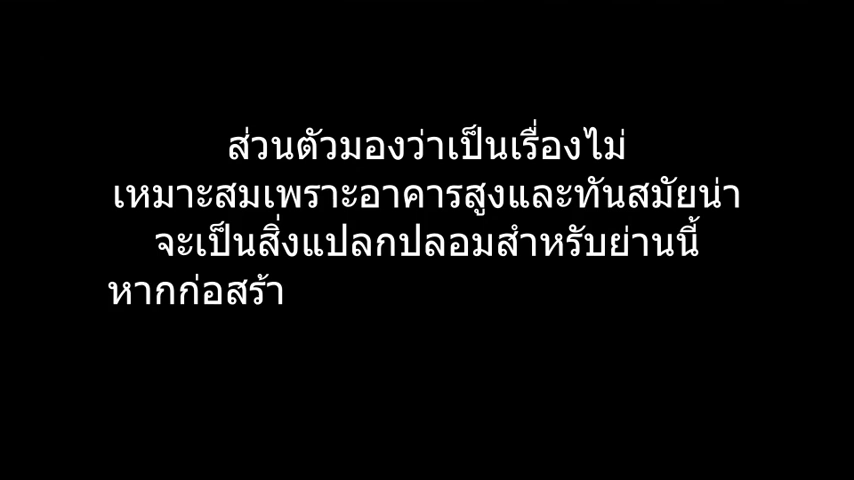 ส่วนตัวมองว่าเป็นเรื่องไม่
เหมาะสมเพราะอาคารสูงและทันสมัยน่า
จะเป็นสิ่งแปลกปลอมสำหรับย่านนี้
หากก่อสร้า